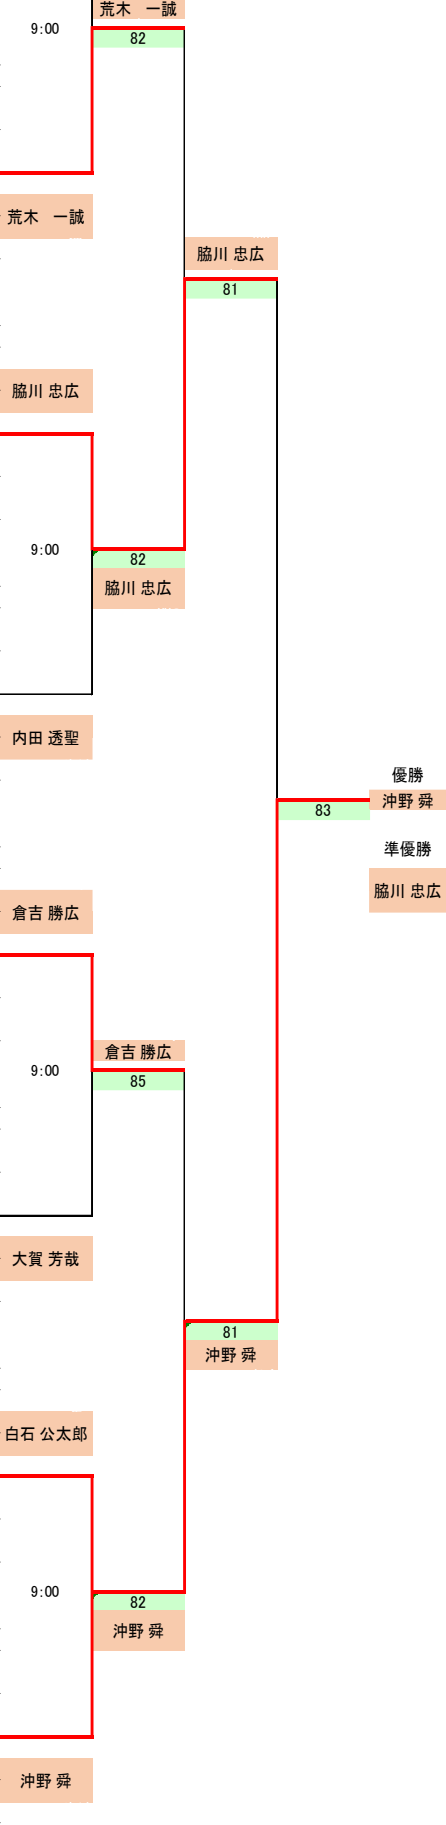 荒木　一誠
9:00
82
荒木　一誠
脇川 忠広
81
脇川 忠広
9:00
82
脇川 忠広
内田 透聖
優勝
沖野 舜
83
準優勝
脇川 忠広
倉吉 勝広
倉吉 勝広
9:00
85
大賀 芳哉
81
沖野 舜
白石 公太郎
9:00
82
沖野 舜
沖野 舜